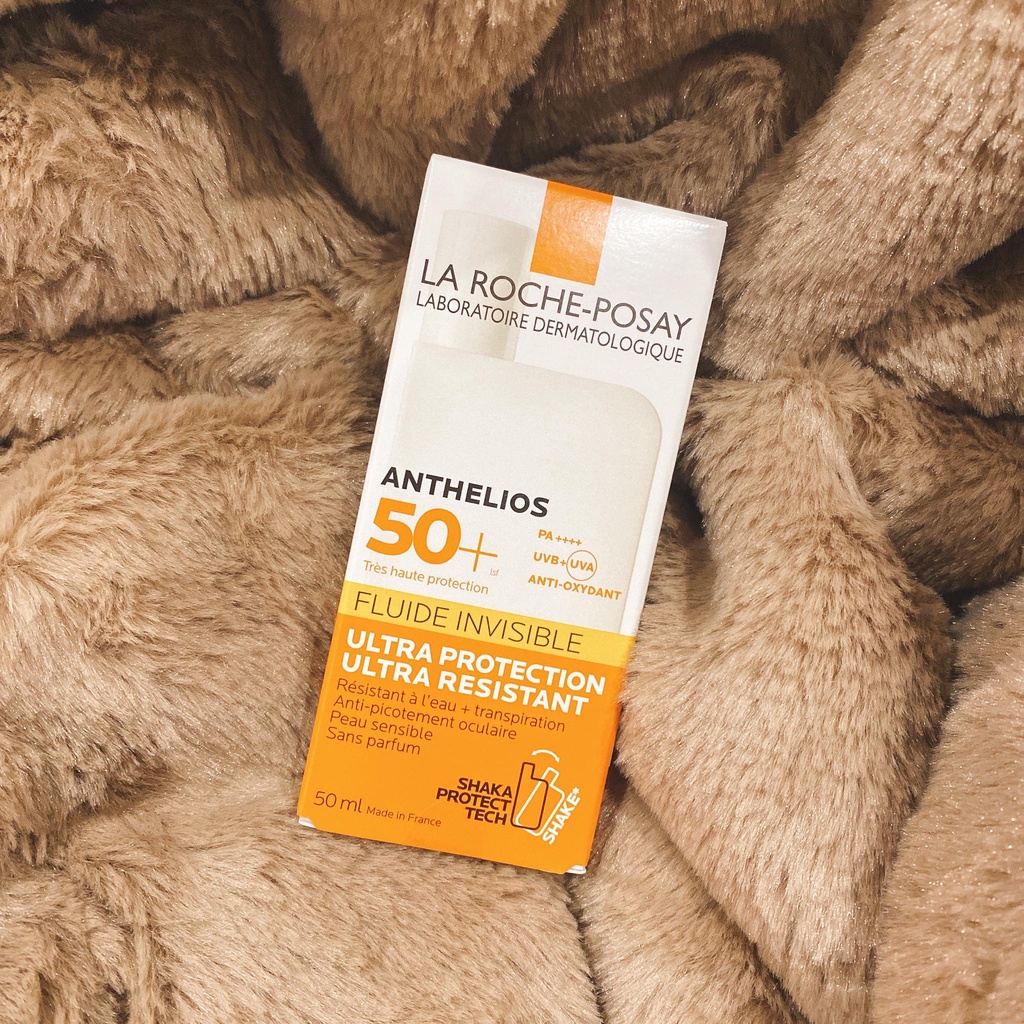 LA ROCHE-POSAY
LABORATOIRE DERMATOLOGIQUE
ANTHELIOS
50+
isf
Très haute protection
PA ++++
UVB+UVA
ANTI-OXYDANT
FLUIDE INVISIBLE
ULTRA PROTECTION
ULTRA RESISTANT
Résistant à l'eau + transpiration
Anti-picotement oculaire
Peau sensible
Sans parfum
SHAKA
PROTECT
TECH
SHAKE*
50 ml Made in France